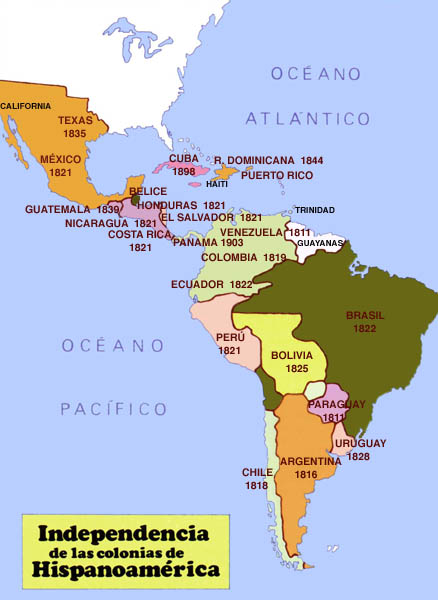 OCÉANO
ATLÁNTICO
CALIFORNIA
TEXAS
1835
MÉXICO
1821
CUBA
1898
R. DOMINICANA 1844
HAITI
PUERTO RICO
BELICE
HONDURAS 1821
GUATEMALA 1839
EL SALVADOR 1821
NICARAGUA 1821
COSTA RICA
1821
PANAMA 1903
TRINIDAD
VENEZUELA
1811
GUAYANAS
COLOMBIA 1819
ECUADOR 1822
BRASIL
1822
PERÚ
1821
BOLIVIA
1825
OCÉANO
PACÍFICO
PARAGUAY
1811
URUGUAY
1828
CHILE
1818
ARGENTINA
1816
Independencia
de las colonias de
Hispanoamérica